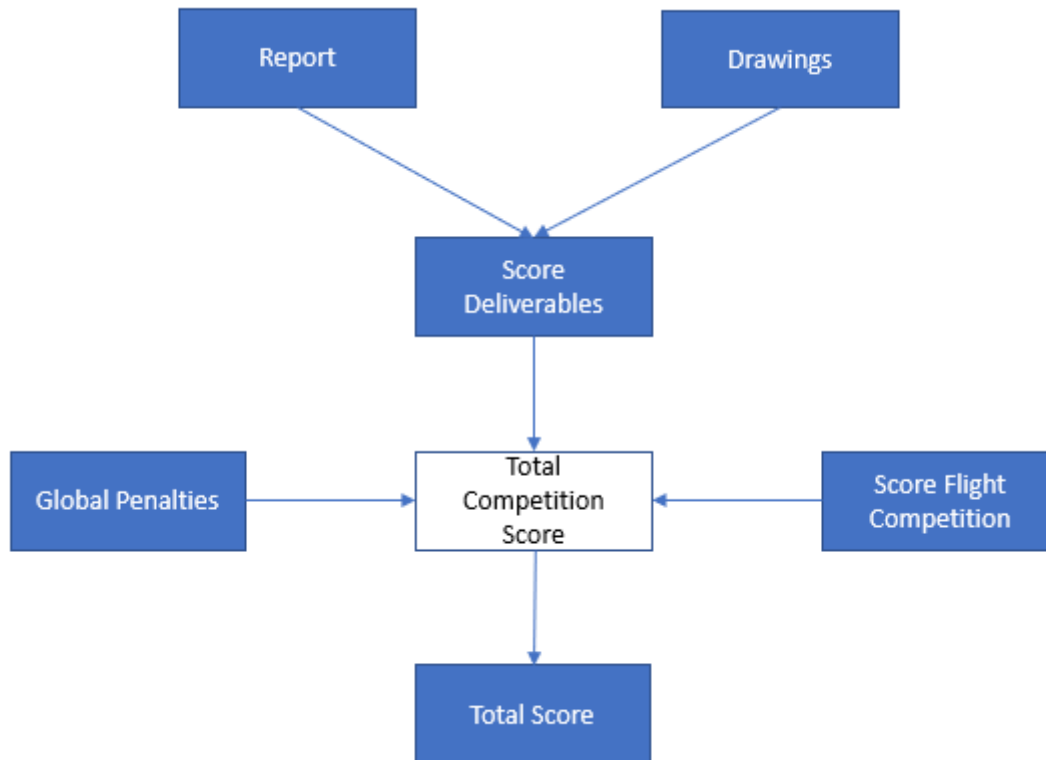 Report
Drawings
Score
Deliverables
Global Penalties
Total
Competition
Score
Score Flight
Competition
Total Score